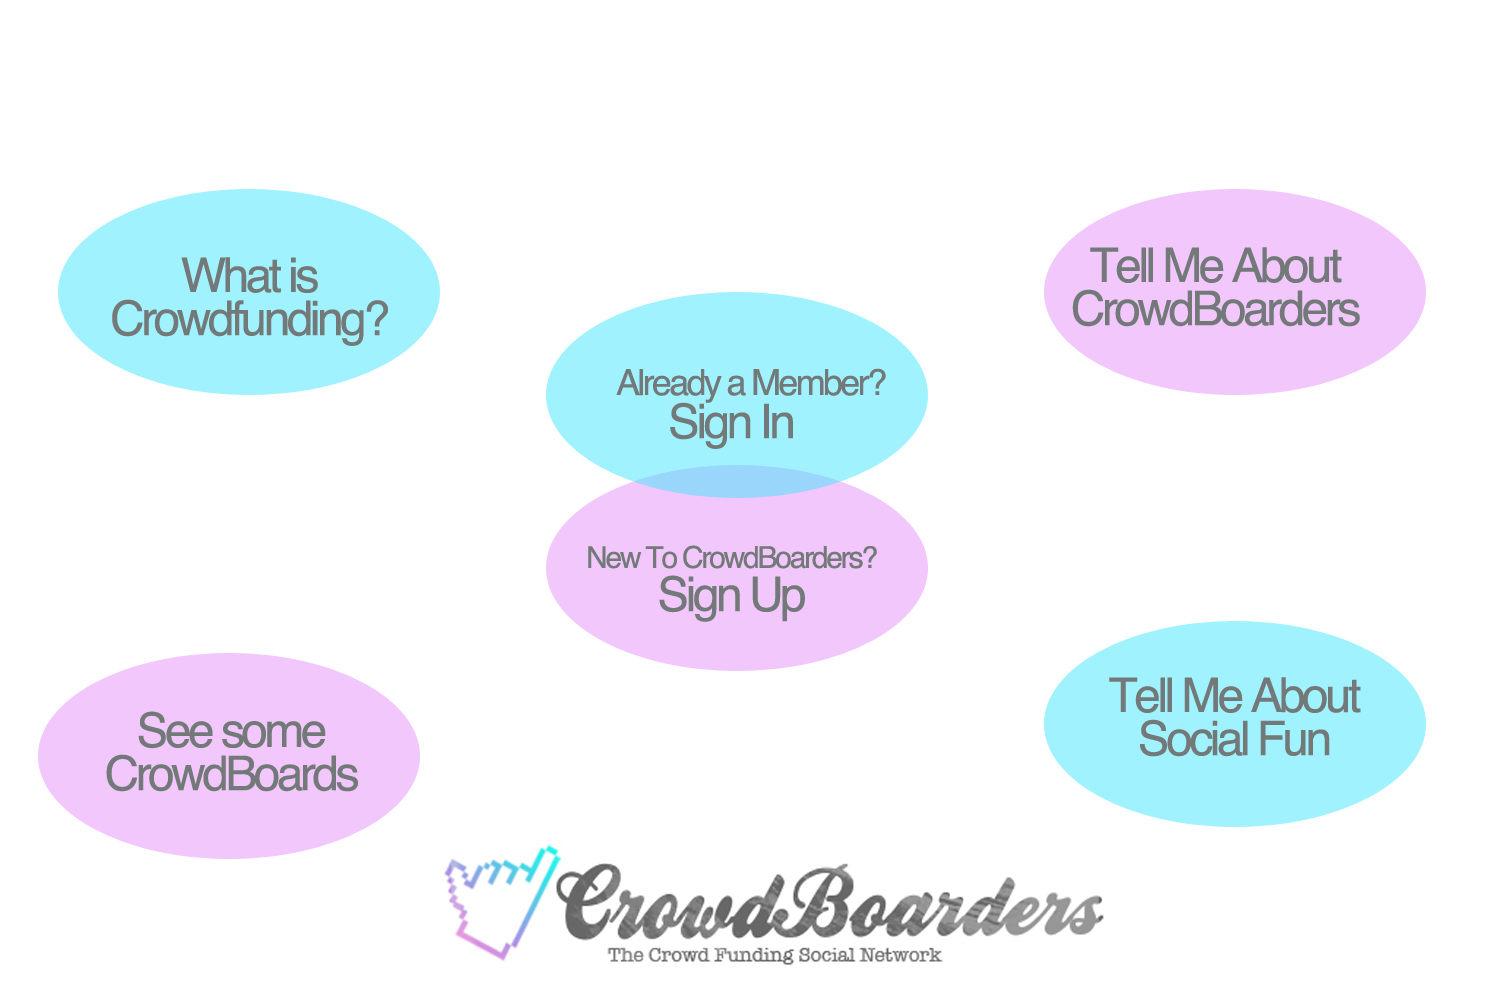 What is
Crowdfunding?
Tell Me About
CrowdBoarders
Already a Member?
Sign In
New To CrowdBoarders?
Sign Up
See some
CrowdBoards
Tell Me About
Social Fun
CrowdBoarders
The Crowd Funding Social Network